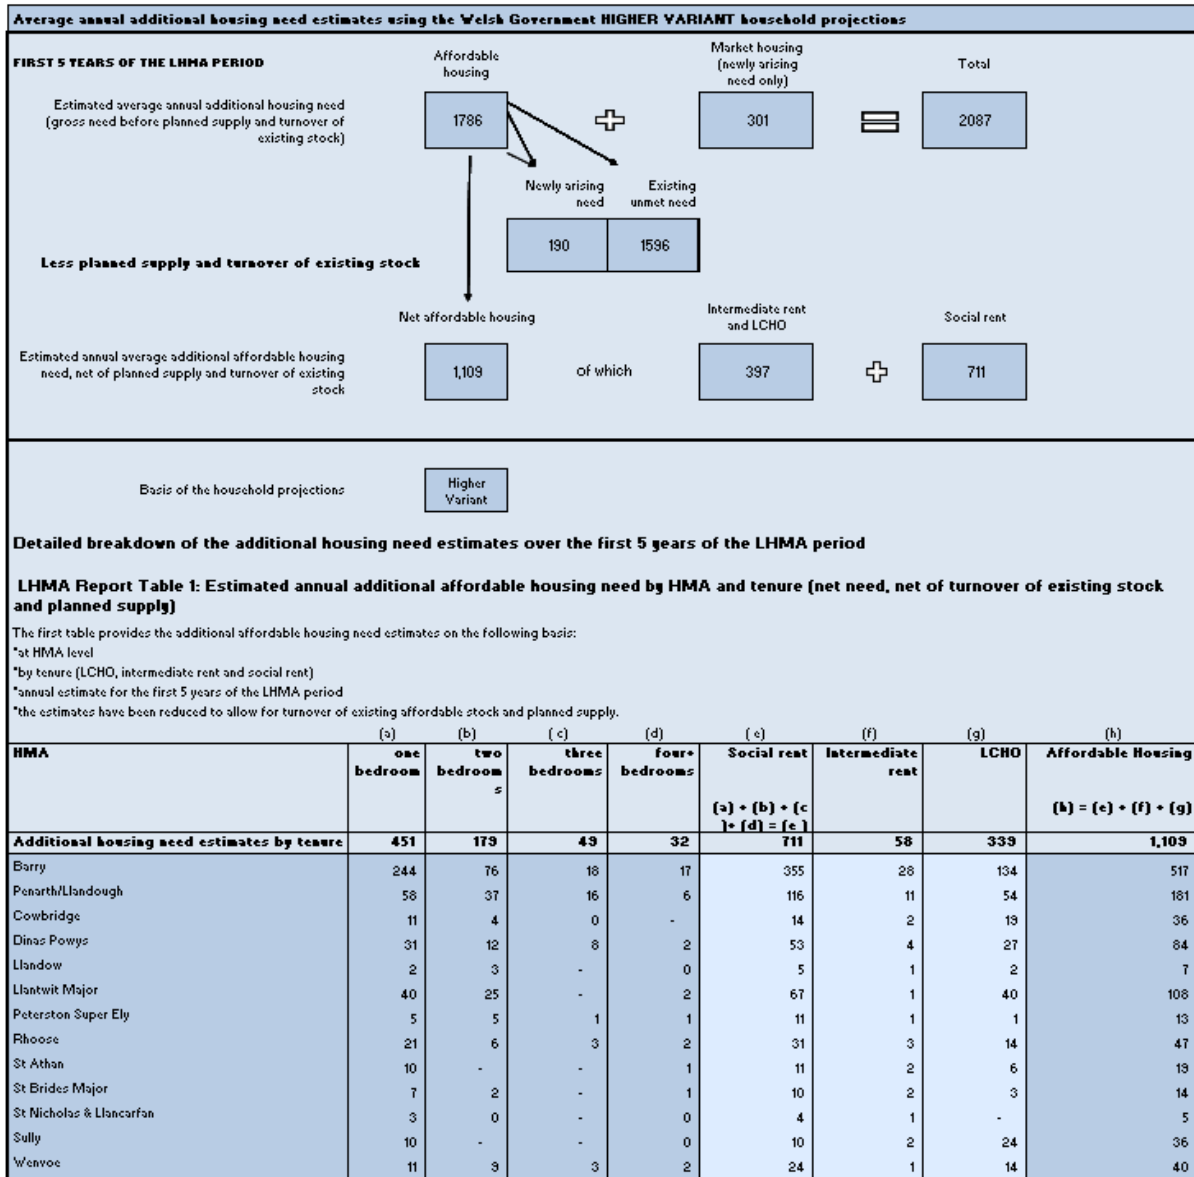 Average annual additional housing need estimates using the Welsh Government HIGHER VARIANT household projections
FIRST 5 TEARS OF THE LHMA PERIOD
Affordable
housing
Market housing
(newly arising
need only)
Total
Estimated average annual additional housing need
(gross need before planned supply and turnover of
existing stock)
1786
301
2087
Newly arising
need
Existing
unmet need
190 1596
Less planned supply and turnover of existing stock
Net affordable housing
Intermediate rent
and LCHO
Social rent
Estimated annual average additional affordable housing
need, net of planned supply and turnover of existing
stock
1,109 of which 397 711
Basis of the household projections
Higher
Variant
Detailed breakdown of the additional housing need estimates over the first 5 years of the LHMA period
LHMA Report Table 1: Estimated annual additional affordable housing need by HMA and tenure (net need, net of turnover of existing stock
and planned supply)
The first table provides the additional affordable housing need estimates on the following basis:
*at HMA level
*by tenure (LCHO, intermediate rent and social rent)
*annual estimate for the first 5 years of the LHMA period
*the estimates have been reduced to allow for turnover of existing affordable stock and planned supply.
(a) (b) ( c) (d) ( e) (f) (g) (h)
HMA one two three four+ Social rent Intermediate LCHO Affordable Housing
bedroom bedroom bedrooms bedrooms rent
s
(a) + (b) + (c (h) = (e) + (f) + (g)
)+ (d) = (e )
Additional housing need estimates by tenure 451 179 49 32 711 58 339 1,109
Barry 244 76 18 17 355 28 134 517
Penarth/Llandough 58 37 16 6 116 11 54 181
Cowbridge 11 4 0 - 14 2 19 36
Dinas Powys 31 12 8 2 53 4 27 84
Llandow 2 3 - 0 5 1 2 7
Llantwit Major 40 25 - 2 67 1 40 108
Peterston Super Ely 5 5 1 1 11 1 1 13
Rhoose 21 6 3 2 31 3 14 47
St Athan 10 - - 1 11 2 6 19
St Brides Major 7 2 - 1 10 2 3 14
St Nicholas & Llancarfan 3 0 - 0 4 1 - 5
Sully 10 - - 0 10 2 24 36
Wenvoe 11 9 3 2 24 1 14 40